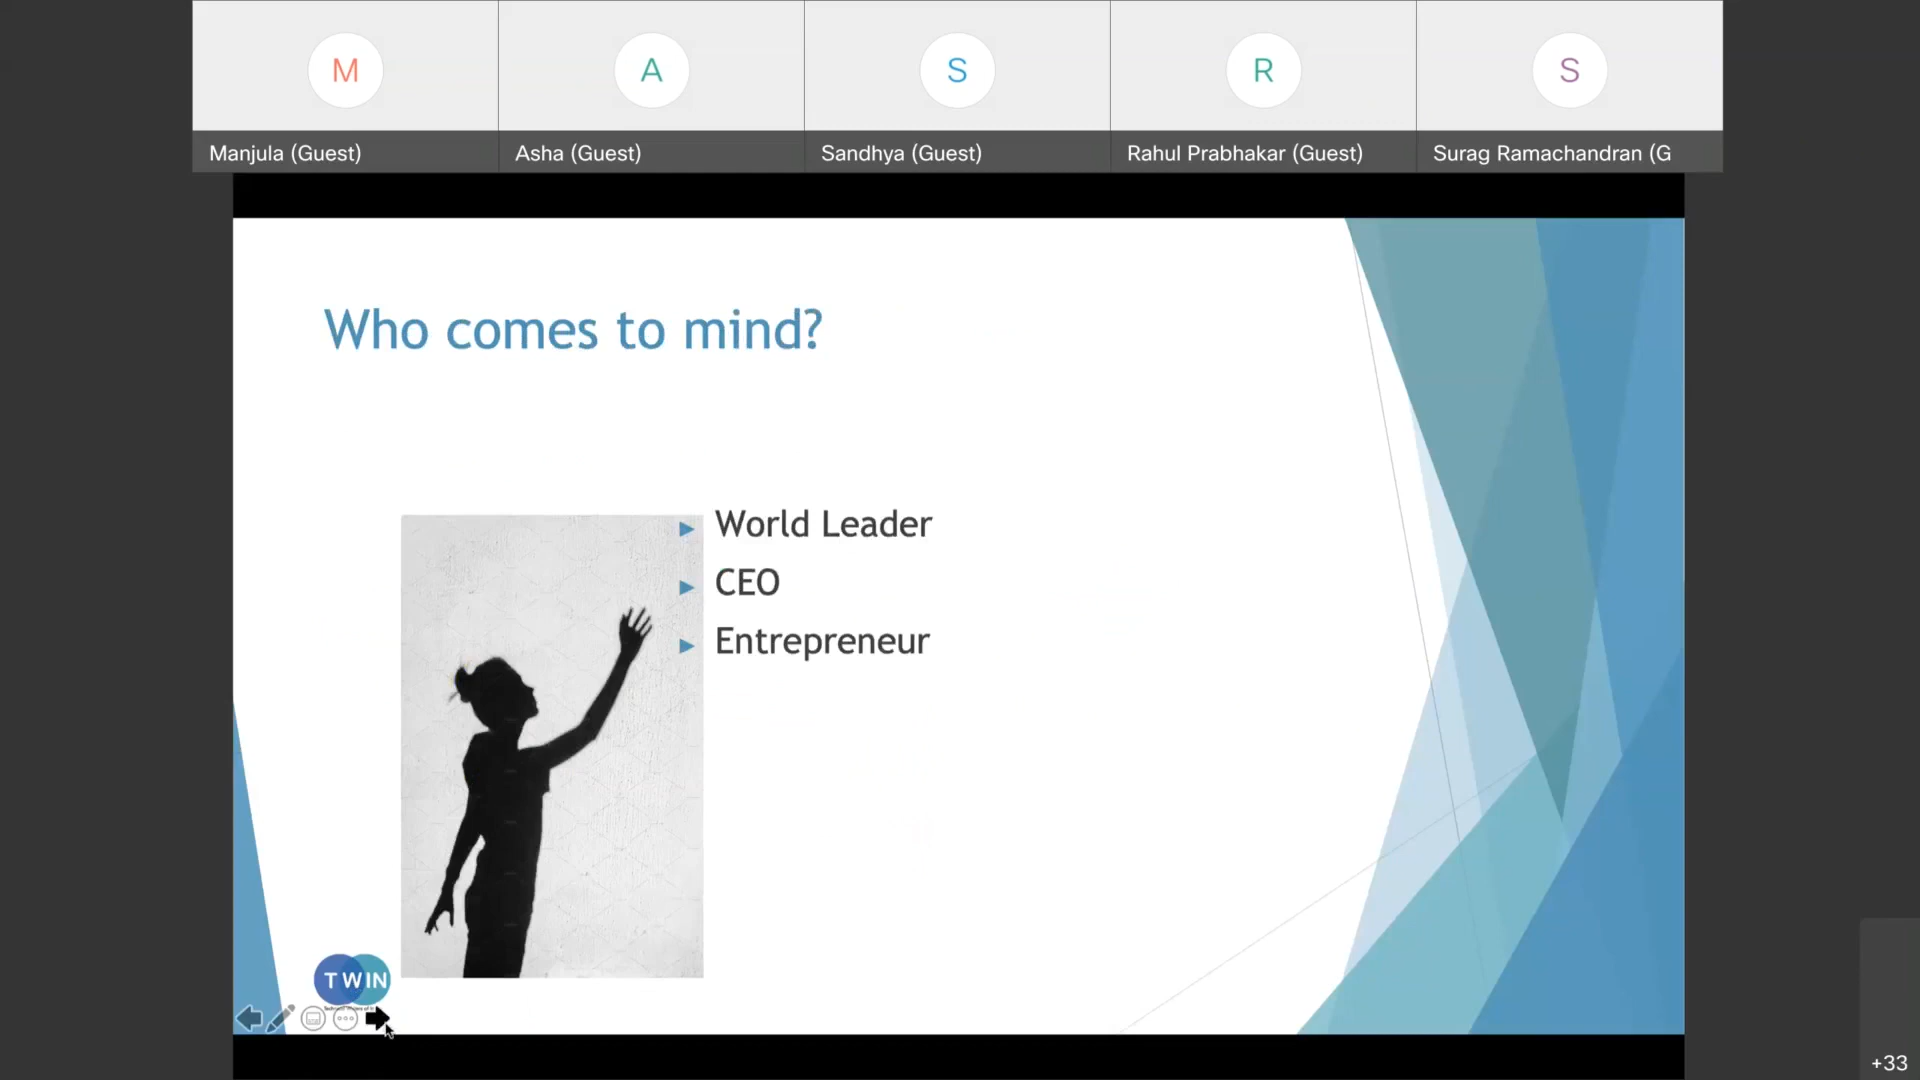 M
A
S
R
S
Manjula (Guest)
Asha (Guest)
Sandhya (Guest)
Rahul Prabhakar (Guest)
Surag Ramachandran (G
Who comes to mind?
World Leader
CEO
Entrepreneur
TWIN
+33